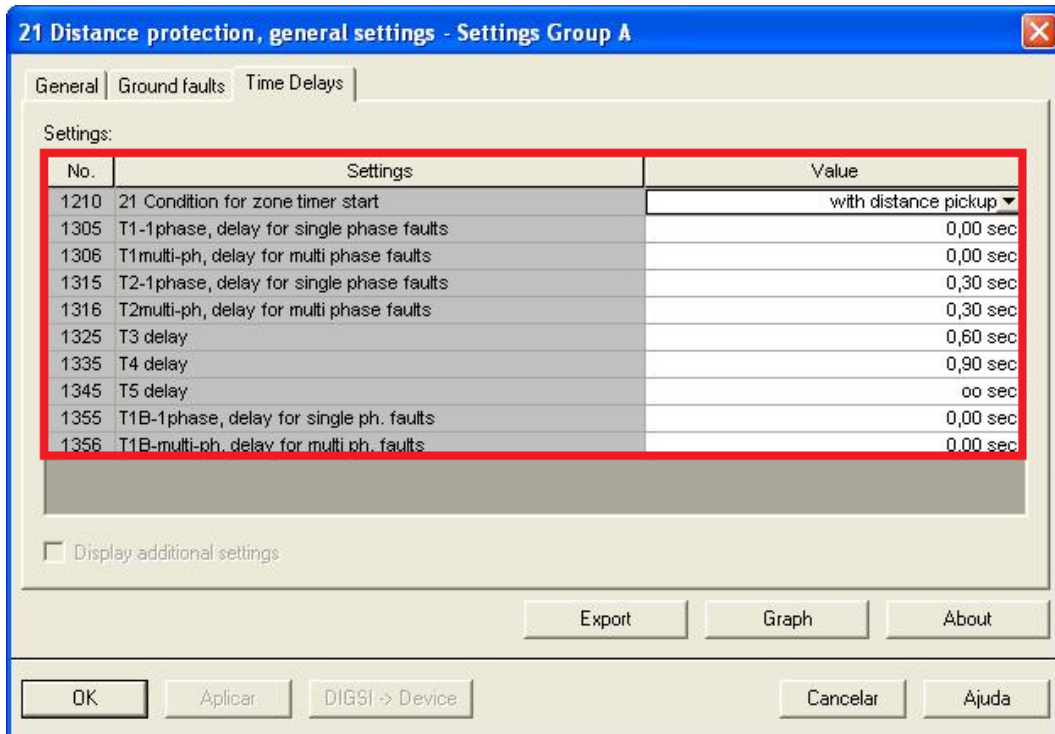 21 Distance protection, general settings - Settings Group A
General Ground faults Time Delays
Settings:
No. Settings Value
1210 21 Condition for zone timer start with distance pickup
1305 T1-1phase, delay for single phase faults 0,00 sec
1306 T1multi-ph, delay for multi phase faults 0,00 sec
1315 T2-1phase, delay for single phase faults 0,30 sec
1316 T2multi-ph, delay for multi phase faults 0,30 sec
1325 T3 delay 0,60 sec
1335 T4 delay 0,90 sec
1345 T5 delay oo sec
1355 T1B-1phase, delay for single ph. faults 0,00 sec
1356 T1B-multi-ph, delay for multi ph. faults 0,00 sec
Display additional settings
Export Graph About
OK Aplicar DIGSI -> Device Cancelar Ajuda